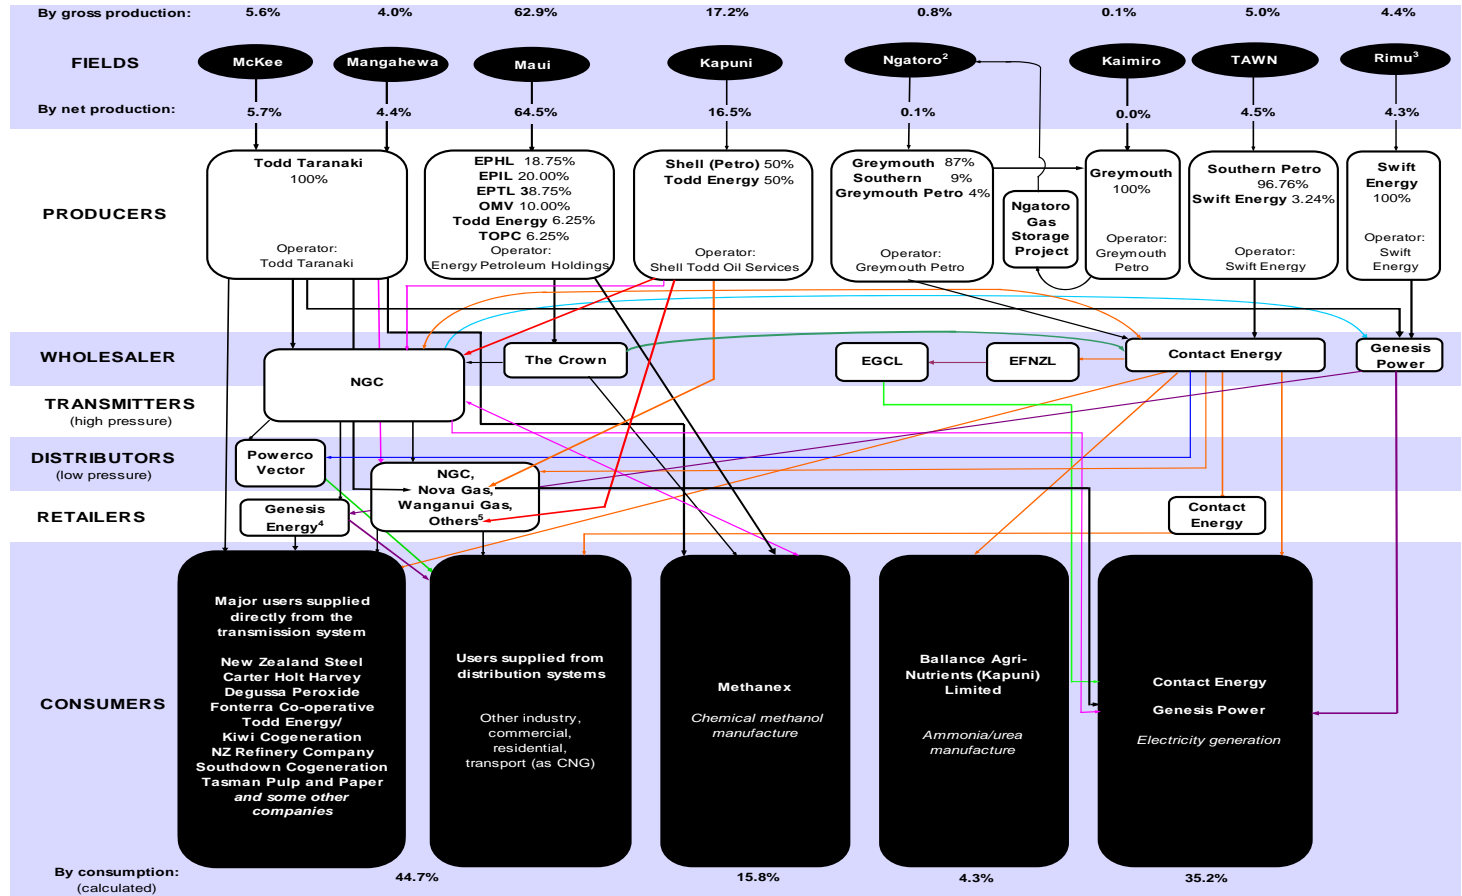 By gross production: 5.6% 4.0% 62.9% 17.2% 0.8% 0.1% 5.0% 4.4%
FIELDS McKee Mangahewa Maui Kapuni Ngatoro² Kaimiro TAWN Rimu³
By net production: 5.7% 4.4% 64.5% 16.5% 0.1% 0.0% 4.5% 4.3%
PRODUCERS
Todd Taranaki
100%
Operator:
Todd Taranaki
EPHL 18.75%
EPIL 20.00%
EPTL 38.75%
OMV 10.00%
Todd Energy 6.25%
TOPC 6.25%
Operator:
Energy Petroleum Holdings
Shell (Petro) 50%
Todd Energy 50%
Operator:
Shell Todd Oil Services
Greymouth 87%
Southern 9%
Greymouth Petro 4%
Operator:
Greymouth Petro
Ngatoro
Gas
Storage
Project
Greymouth
100%
Operator:
Greymouth
Petro
Southern Petro
96.76%
Swift Energy 3.24%
Operator:
Swift Energy
Swift
Energy
100%
Operator:
Swift
Energy
WHOLESALER
NGC
The Crown
EGCL
EFNZL
Contact Energy
Genesis
Power
TRANSMITTERS
(high pressure)
DISTRIBUTORS
(low pressure)
Powerco
Vector
NGC,
Nova Gas,
Wanganui Gas,
Others⁵
RETAILERS
Genesis
Energy⁴
Contact
Energy
CONSUMERS
Major users supplied
directly from the
transmission system
New Zealand Steel
Carter Holt Harvey
Degussa Peroxide
Fonterra Co-operative
Todd Energy/
Kiwi Cogeneration
NZ Refinery Company
Southdown Cogeneration
Tasman Pulp and Paper
and some other
companies
Users supplied from
distribution systems
Other industry,
commercial,
residential,
transport (as CNG)
Methanex
Chemical methanol
manufacture
Ballance Agri-
Nutrients (Kapuni)
Limited
Ammonia/urea
manufacture
Contact Energy
Genesis Power
Electricity generation
By consumption:
(calculated)
44.7% 15.8% 4.3% 35.2%